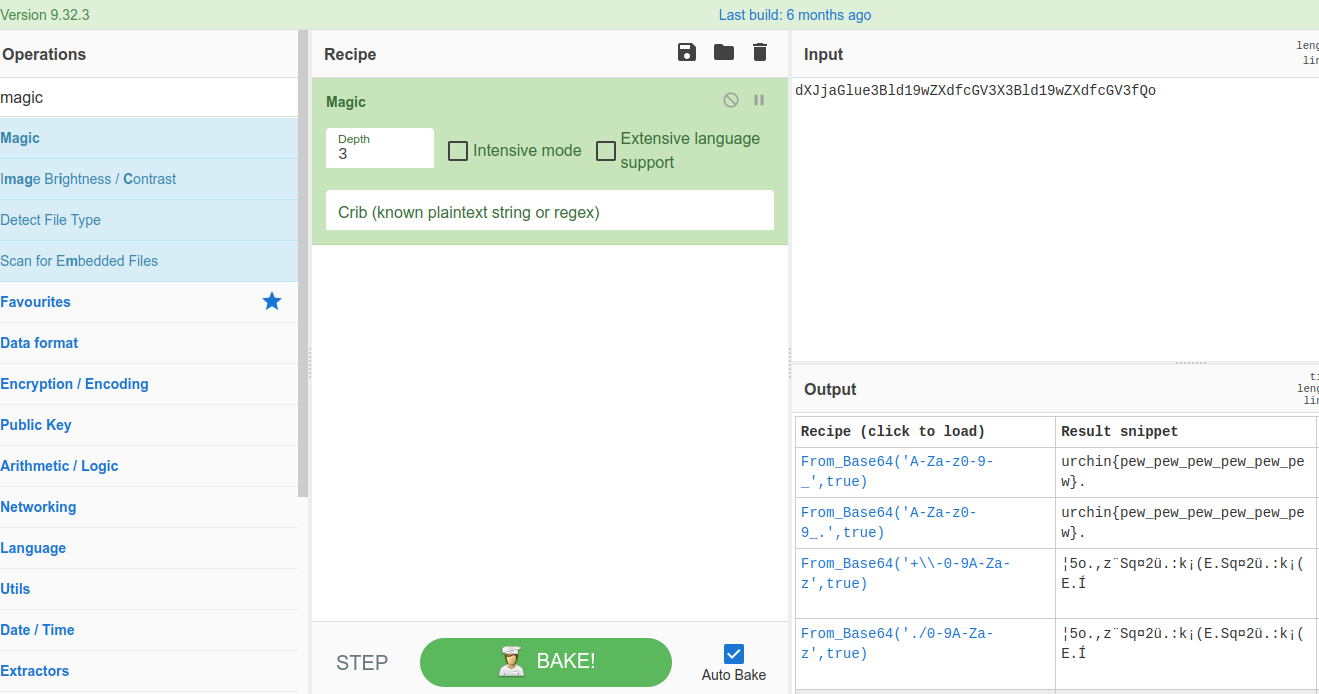 Version 9.32.3
Last build: 6 months ago
Operations
magic
Magic
Image Brightness / Contrast
Detect File Type
Scan for Embedded Files
Favourites
Data format
Encryption / Encoding
Public Key
Arithmetic / Logic
Networking
Language
Utils
Date / Time
Extractors
Recipe
Magic
Depth
3
Intensive mode
Extensive language
support
Crib (known plaintext string or regex)
STEP
BAKE!
Auto Bake
Input
leng
lin
dXJjaGlue3Bld19wZXdfcGV3X3Bld19wZXdfcGV3fQo
Output
ti
leng
lin
Recipe (click to load)
Result snippet
From_Base64('A-Za-z0-9-
_',true)
urchin{pew_pew_pew_pew_pew_pe
w}.
From_Base64('A-Za-z0-
9_.',true)
urchin{pew_pew_pew_pew_pew_pe
w}.
From_Base64('+\\-0-9A-Za-
z',true)
¦5o.,z¨Sq¤2ü.:k¡(E.Sq¤2ü.:k¡(
E.Í
From_Base64('./0-9A-Za-
z',true)
¦5o.,z¨Sq¤2ü.:k¡(E.Sq¤2ü.:k¡(
E.Í